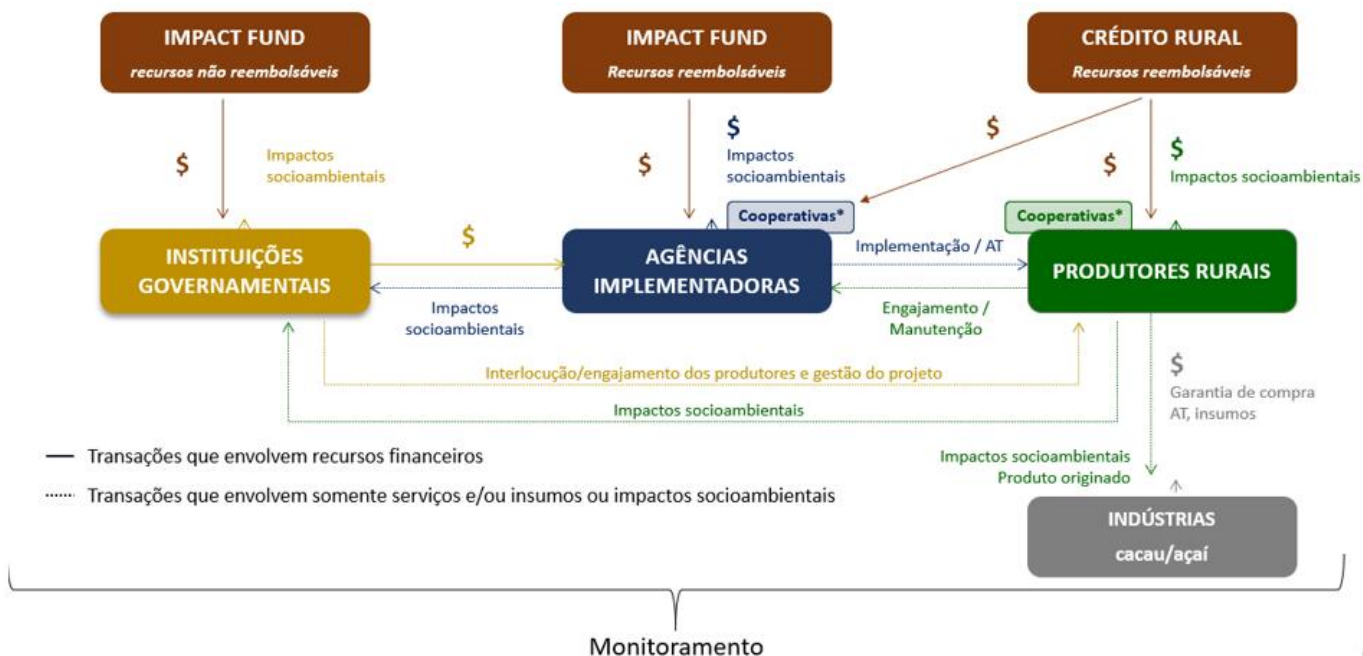 IMPACT FUND
recursos não reembolsáveis
IMPACT FUND
Recursos reembolsáveis
CRÉDITO RURAL
Recursos reembolsáveis
$
Impactos
socioambientais
$
$
Impactos
socioambientais
$
$
$
Impactos socioambientais
Cooperativas*
Cooperativas*
INSTITUIÇÕES
GOVERNAMENTAIS
$
Impactos
socioambientais
AGÊNCIAS
IMPLEMENTADORAS
Implementação / AT
Engajamento /
Manutenção
PRODUTORES RURAIS
Interlocução/engajamento dos produtores e gestão do projeto
Impactos socioambientais
$
Garantia de compra
AT, insumos
Impactos socioambientais
Produto originado
Transações que envolvem recursos financeiros
Transações que envolvem somente serviços e/ou insumos ou impactos socioambientais
INDÚSTRIAS
cacau/açaí
Monitoramento